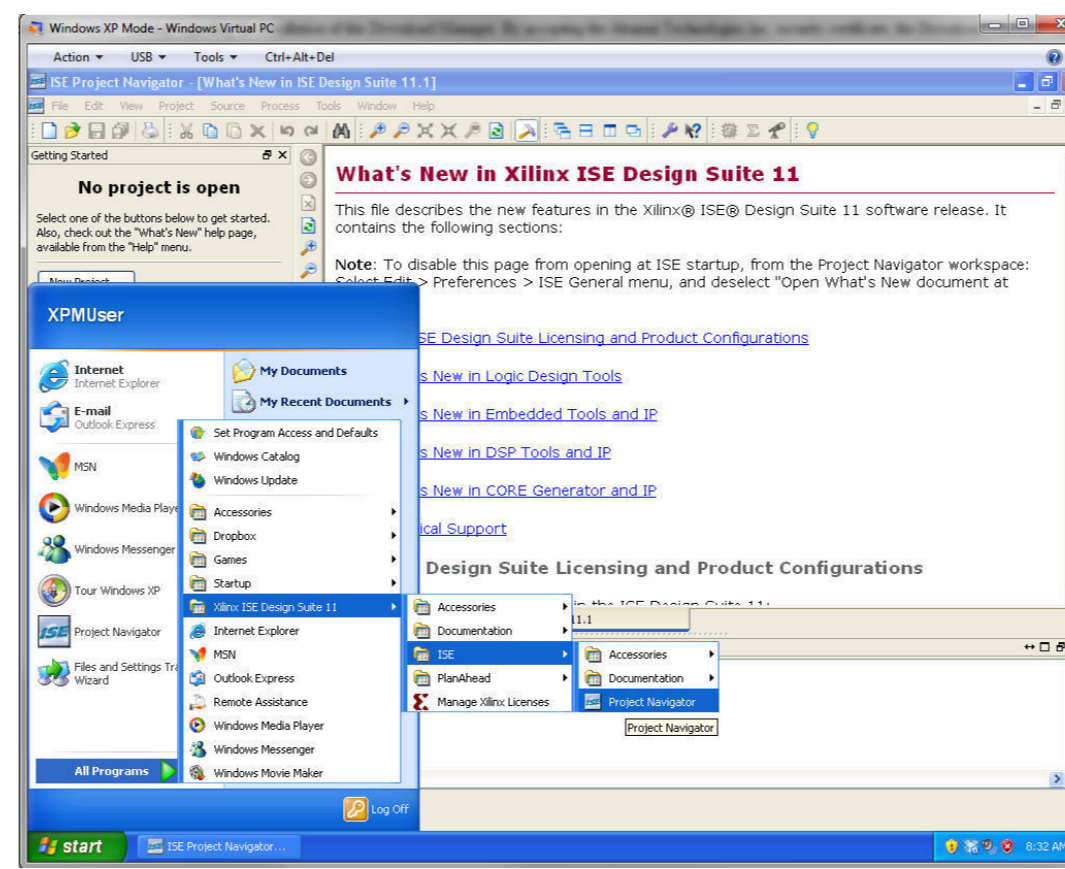 Windows XP Mode - Windows Virtual PC
Action USB Tools Ctrl+Alt+Del
ISE Project Navigator - [What's New in ISE Design Suite 11.1]
File Edit View Project Source Process Tools Window Help
Getting Started
No project is open
Select one of the buttons below to get started.
Also, check out the "What's New" help page,
available from the "Help" menu.
New Project
What's New in Xilinx ISE Design Suite 11
This file describes the new features in the Xilinx® ISE® Design Suite 11 software release. It
contains the following sections:
Note: To disable this page from opening at ISE startup, from the Project Navigator workspace:
Select Edit > Preferences > ISE General menu, and deselect "Open What's New document at
SE Design Suite Licensing and Product Configurations
s New in Logic Design Tools
s New in Embedded Tools and IP
s New in DSP Tools and IP
s New in CORE Generator and IP
ical Support
Design Suite Licensing and Product Configurations
in the ISE Design Suite 11:
11.1
XPMUser
Internet
Internet Explorer
E-mail
Outlook Express
MSN
Windows Media Playe
Windows Messenger
Tour Windows XP
ISE Project Navigator
Files and Settings Tra
Wizard
All Programs
My Documents
My Recent Documents
Set Program Access and Defaults
Windows Catalog
Windows Update
Accessories
Dropbox
Games
Startup
Xilinx ISE Design Suite 11
Internet Explorer
MSN
Outlook Express
Remote Assistance
Windows Media Player
Windows Messenger
Windows Movie Maker
Accessories
Documentation
ISE
PlanAhead
Manage Xilinx Licenses
Accessories
Documentation
Project Navigator
Project Navigator
Log Off
start
ISE Project Navigator...
8:32 AM